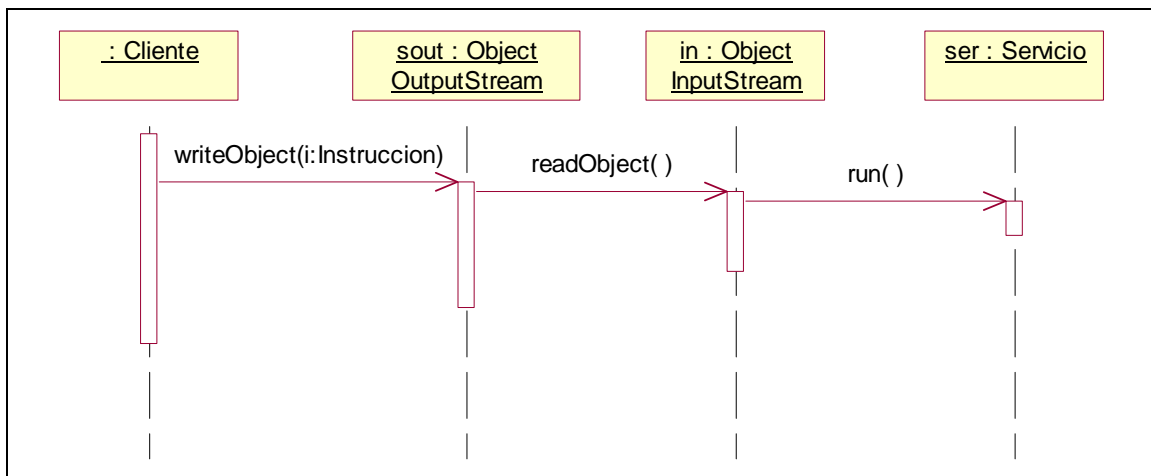 : Cliente
sout : Object
OutputStream
in : Object
InputStream
ser : Servicio
writeObject(i:Instruccion)
readObject( )
run( )